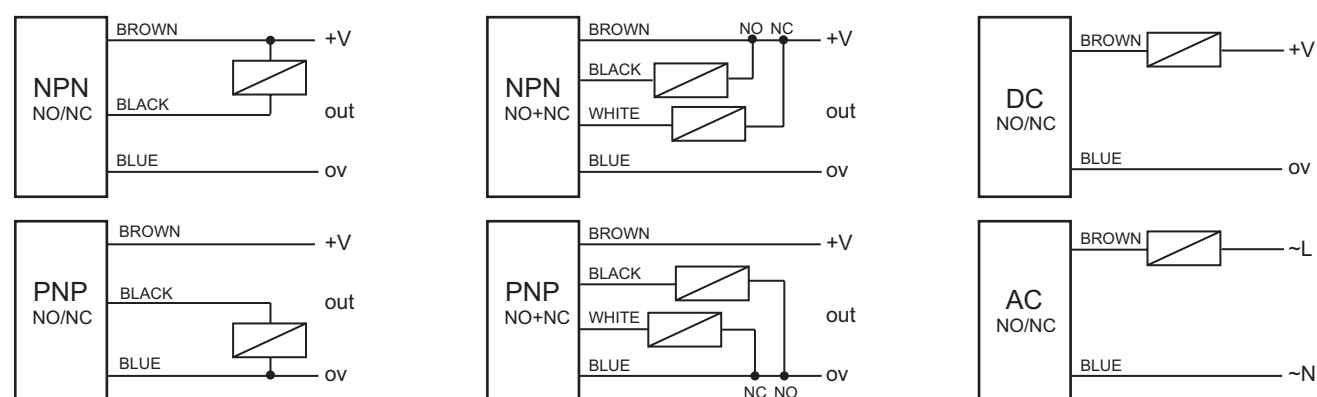 BROWN
+V
NPN
NO/NC
BLACK
out
BLUE
ov
BROWN
NO NC
+V
BLACK
NPN
NO+NC
WHITE
out
BLUE
ov
BROWN
+V
DC
NO/NC
BLUE
ov
BROWN
+V
PNP
NO/NC
BLACK
out
BLUE
ov
BROWN
+V
BLACK
PNP
NO+NC
WHITE
out
BLUE
ov
NC NO
BROWN
~L
AC
NO/NC
BLUE
~N